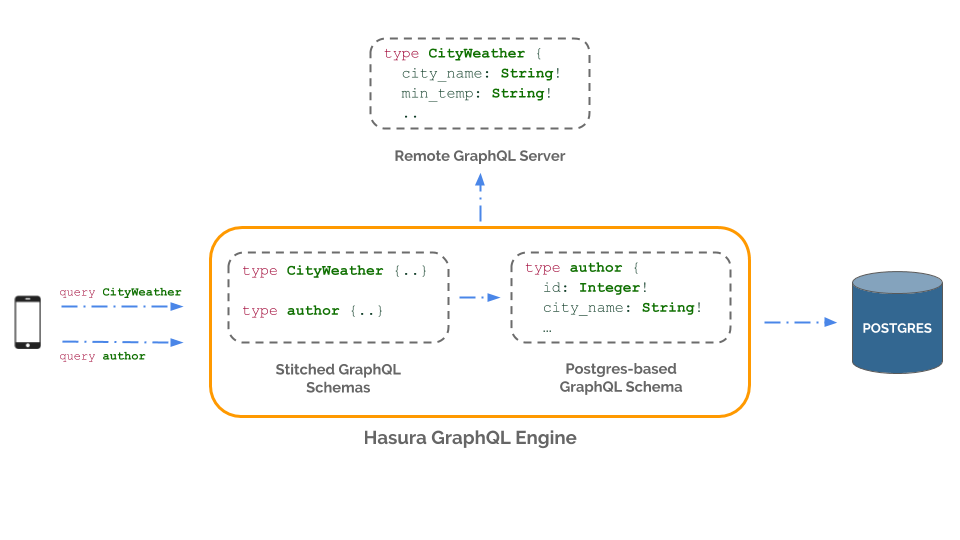 type CityWeather {
city_name: String!
min_temp: String!
..
Remote GraphQL Server
query CityWeather
query author
type CityWeather {..}
type author {..}
Stitched GraphQL
Schemas
type author {
id: Integer!
city_name: String!
…
Postgres-based
GraphQL Schema
POSTGRES
Hasura GraphQL Engine